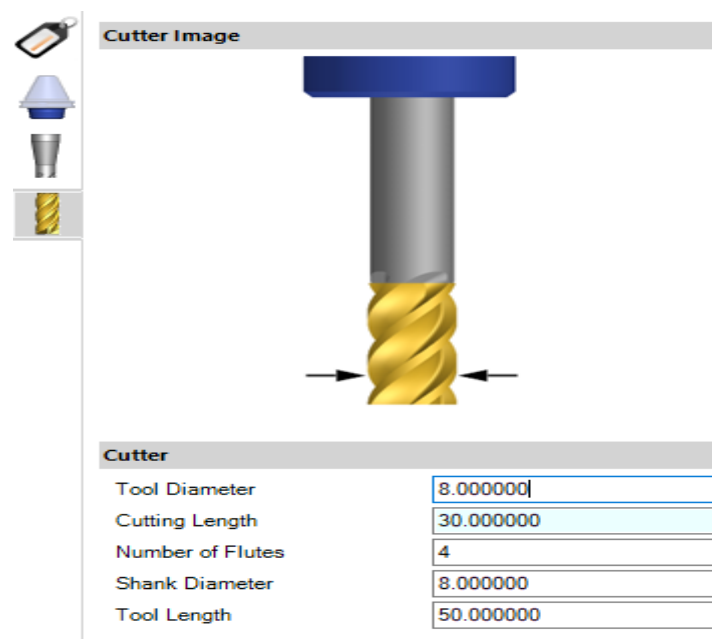 Cutter Image
Cutter
Tool Diameter 8.000000
Cutting Length 30.000000
Number of Flutes 4
Shank Diameter 8.000000
Tool Length 50.000000